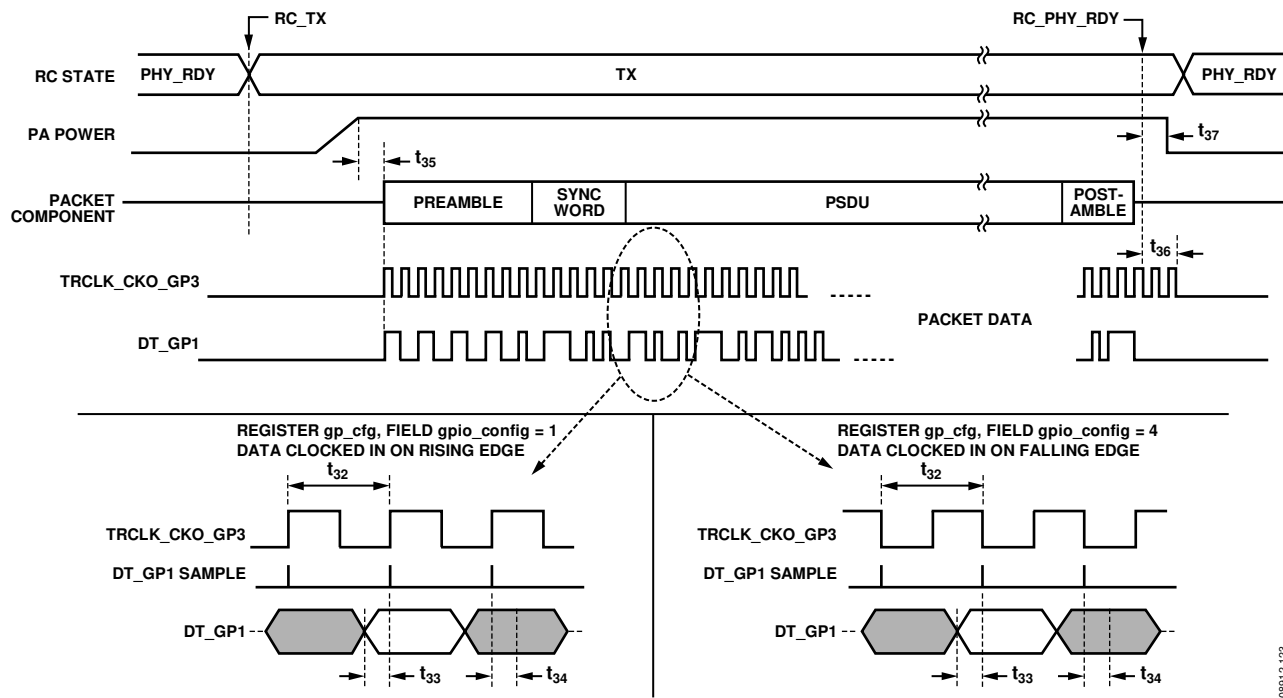 RC_TX
RC_PHY_RDY
RC STATE
PHY_RDY
TX
PHY_RDY
PA POWER
t35
t37
PACKET
COMPONENT
PREAMBLE
SYNC
WORD
PSDU
POST-
AMBLE
t36
TRCLK_CKO_GP3
PACKET DATA
DT_GP1
REGISTER gp_cfg, FIELD gpio_config = 1
DATA CLOCKED IN ON RISING EDGE
t32
TRCLK_CKO_GP3
DT_GP1 SAMPLE
DT_GP1
t33
t34
REGISTER gp_cfg, FIELD gpio_config = 4
DATA CLOCKED IN ON FALLING EDGE
t32
TRCLK_CKO_GP3
DT_GP1 SAMPLE
DT_GP1
t33
t34
08912-123